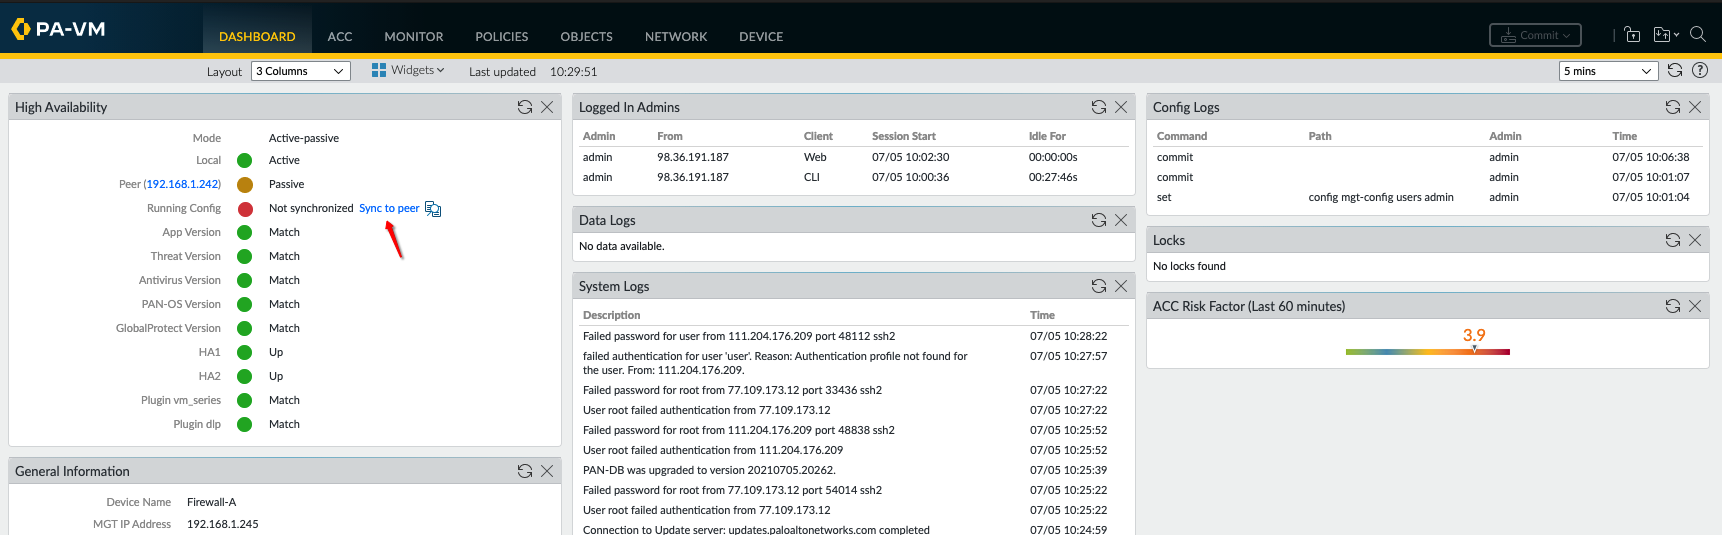 PA-VM
DASHBOARD ACC MONITOR POLICIES OBJECTS NETWORK DEVICE Commit
Layout 3 Columns Widgets Last updated 10:29:51 5 mins
High Availability
Mode Active-passive
Local Active
Peer (192.168.1.242) Passive
Running Config Not synchronized Sync to peer
App Version Match
Threat Version Match
Antivirus Version Match
PAN-OS Version Match
GlobalProtect Version Match
HA1 Up
HA2 Up
Plugin vm_series Match
Plugin dlp Match
General Information
Device Name Firewall-A
MGT IP Address 192.168.1.245
Logged In Admins
Admin From Client Session Start Idle For
admin 98.36.191.187 Web 07/05 10:02:30 00:00:00s
admin 98.36.191.187 CLI 07/05 10:00:36 00:27:46s
Data Logs
No data available.
System Logs
Description Time
Failed password for user from 111.204.176.209 port 48112 ssh2 07/05 10:28:22
failed authentication for user 'user'. Reason: Authentication profile not found for 07/05 10:27:57
the user. From: 111.204.176.209.
Failed password for root from 77.109.173.12 port 33436 ssh2 07/05 10:27:22
User root failed authentication from 77.109.173.12 07/05 10:27:22
Failed password for root from 111.204.176.209 port 48838 ssh2 07/05 10:25:52
User root failed authentication from 111.204.176.209 07/05 10:25:52
PAN-DB was upgraded to version 20210705.20262. 07/05 10:25:39
Failed password for root from 77.109.173.12 port 54014 ssh2 07/05 10:25:22
User root failed authentication from 77.109.173.12 07/05 10:25:22
Connection to Update server: updates.paloaltonetworks.com completed 07/05 10:24:59
Config Logs
Command Path Admin Time
commit admin 07/05 10:06:38
commit admin 07/05 10:01:07
set config mgt-config users admin admin 07/05 10:01:04
Locks
No locks found
ACC Risk Factor (Last 60 minutes)
3.9